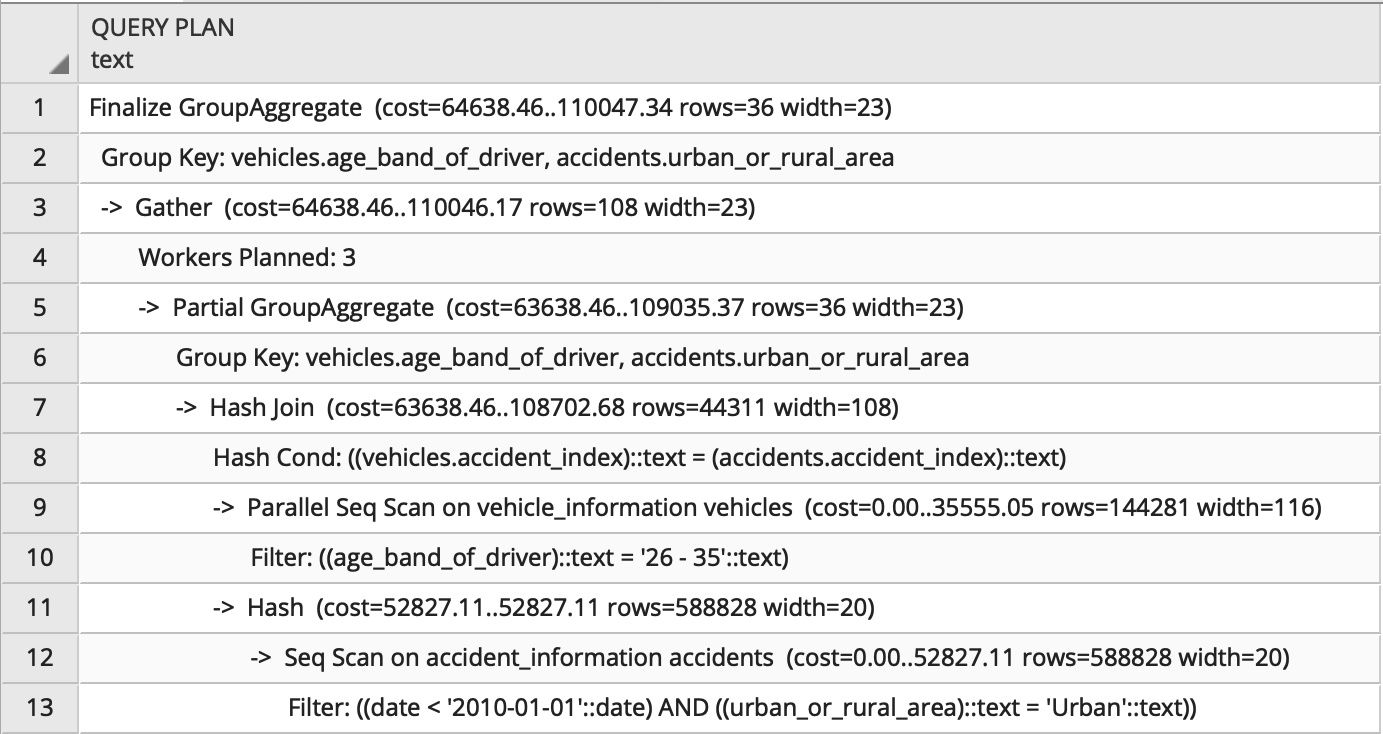 QUERY PLAN
text
1 Finalize GroupAggregate (cost=64638.46..110047.34 rows=36 width=23)
2 Group Key: vehicles.age_band_of_driver, accidents.urban_or_rural_area
3 -> Gather (cost=64638.46..110046.17 rows=108 width=23)
4 Workers Planned: 3
5 -> Partial GroupAggregate (cost=63638.46..109035.37 rows=36 width=23)
6 Group Key: vehicles.age_band_of_driver, accidents.urban_or_rural_area
7 -> Hash Join (cost=63638.46..108702.68 rows=44311 width=108)
8 Hash Cond: ((vehicles.accident_index)::text = (accidents.accident_index)::text)
9 -> Parallel Seq Scan on vehicle_information vehicles (cost=0.00..35555.05 rows=144281 width=116)
10 Filter: ((age_band_of_driver)::text = '26 - 35'::text)
11 -> Hash (cost=52827.11..52827.11 rows=588828 width=20)
12 -> Seq Scan on accident_information accidents (cost=0.00..52827.11 rows=588828 width=20)
13 Filter: ((date < '2010-01-01'::date) AND ((urban_or_rural_area)::text = 'Urban'::text))